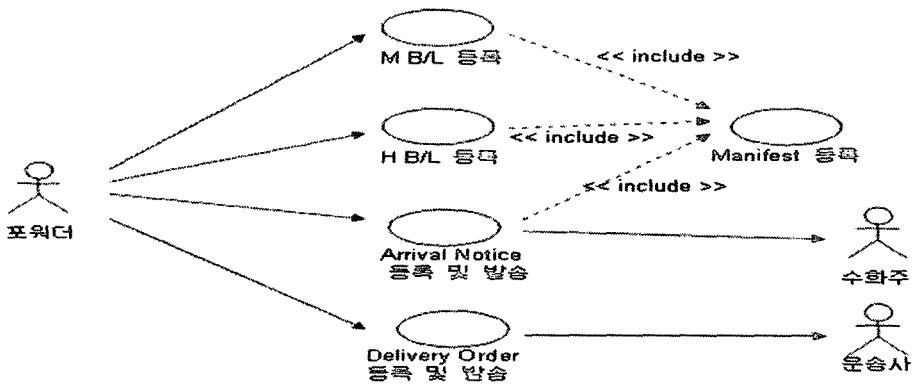 M B/L 등록
<< include >>
H B/L 등록
<< include >>
Manifest 등록
<< include >>
포워더
Arrival Notice
등록 및 발송
수화주
Delivery Order
등록 및 발송
운송사